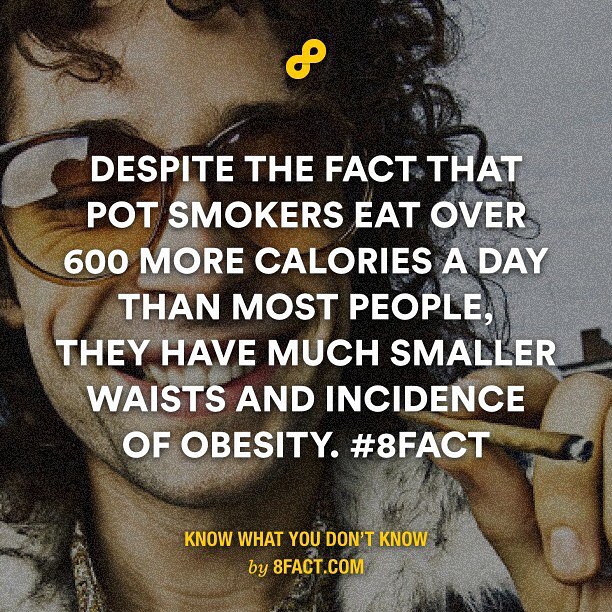 DESPITE THE FACT THAT
POT SMOKERS EAT OVER
600 MORE CALORIES A DAY
THAN MOST PEOPLE,
THEY HAVE MUCH SMALLER
WAISTS AND INCIDENCE
OF OBESITY. #8FACT
KNOW WHAT YOU DON'T KNOW
by 8FACT.COM